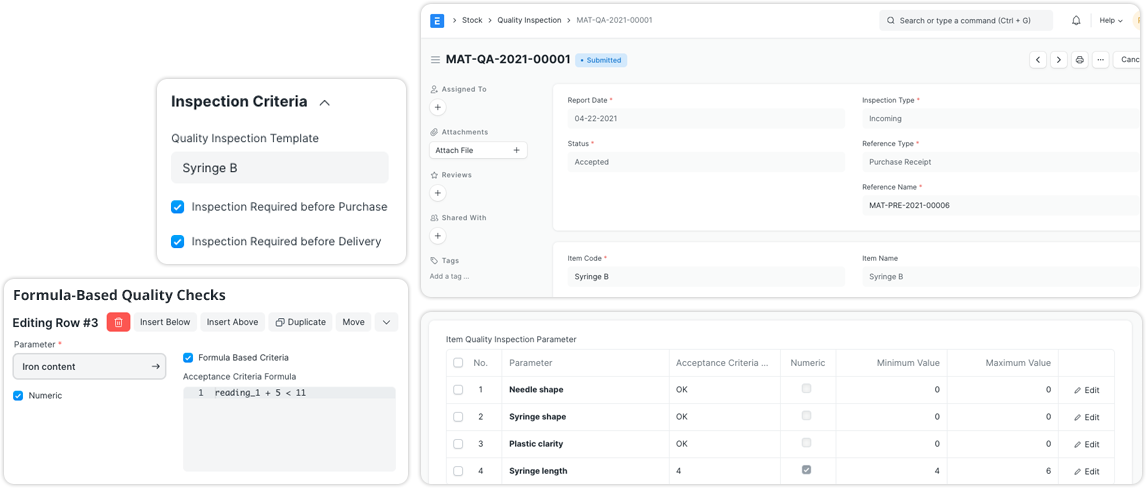 Inspection Criteria
Quality Inspection Template
Syringe B
Inspection Required before Purchase
Inspection Required before Delivery
Formula-Based Quality Checks
Editing Row #3
Insert Below
Insert Above
Duplicate
Move
Parameter *
Iron content
Numeric
Formula Based Criteria
Acceptance Criteria Formula
1 reading_1 + 5 < 11
E
Stock
Quality Inspection
MAT-QA-2021-00001
Search or type a command (Ctrl + G)
Help
MAT-QA-2021-00001
Submitted
Canc
Assigned To
Attachments
Attach File
Reviews
Shared With
Tags
Add a tag ...
Report Date *
04-22-2021
Status *
Accepted
Inspection Type *
Incoming
Reference Type *
Purchase Receipt
Reference Name *
MAT-PRE-2021-00006
Item Code *
Syringe B
Item Name
Syringe B
Item Quality Inspection Parameter
No. Parameter Acceptance Criteria ... Numeric Minimum Value Maximum Value
1 Needle shape OK 0 0 Edit
2 Syringe shape OK 0 0 Edit
3 Plastic clarity OK 0 0 Edit
4 Syringe length 4 4 6 Edit